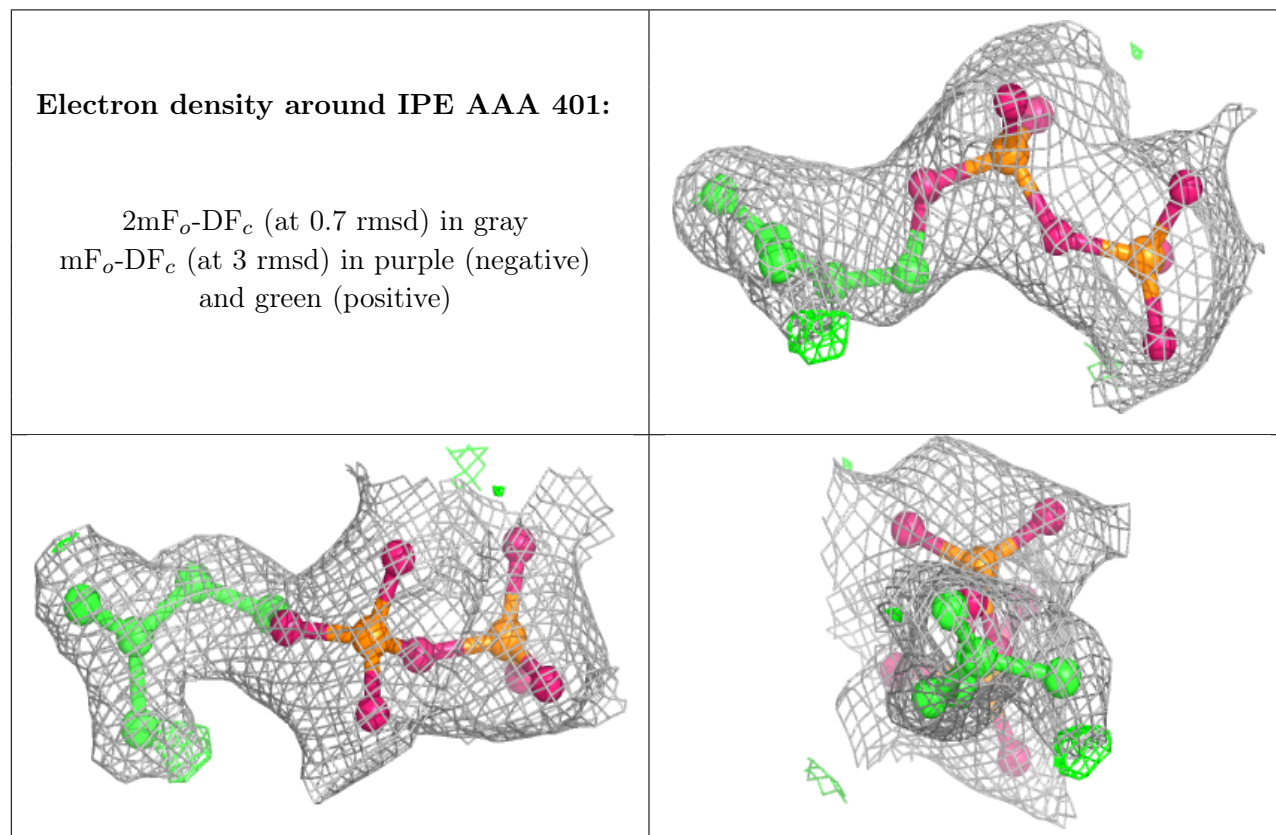 Electron density around IPE AAA 401:
2mFo-DFc (at 0.7 rmsd) in gray
mFo-DFc (at 3 rmsd) in purple (negative)
and green (positive)